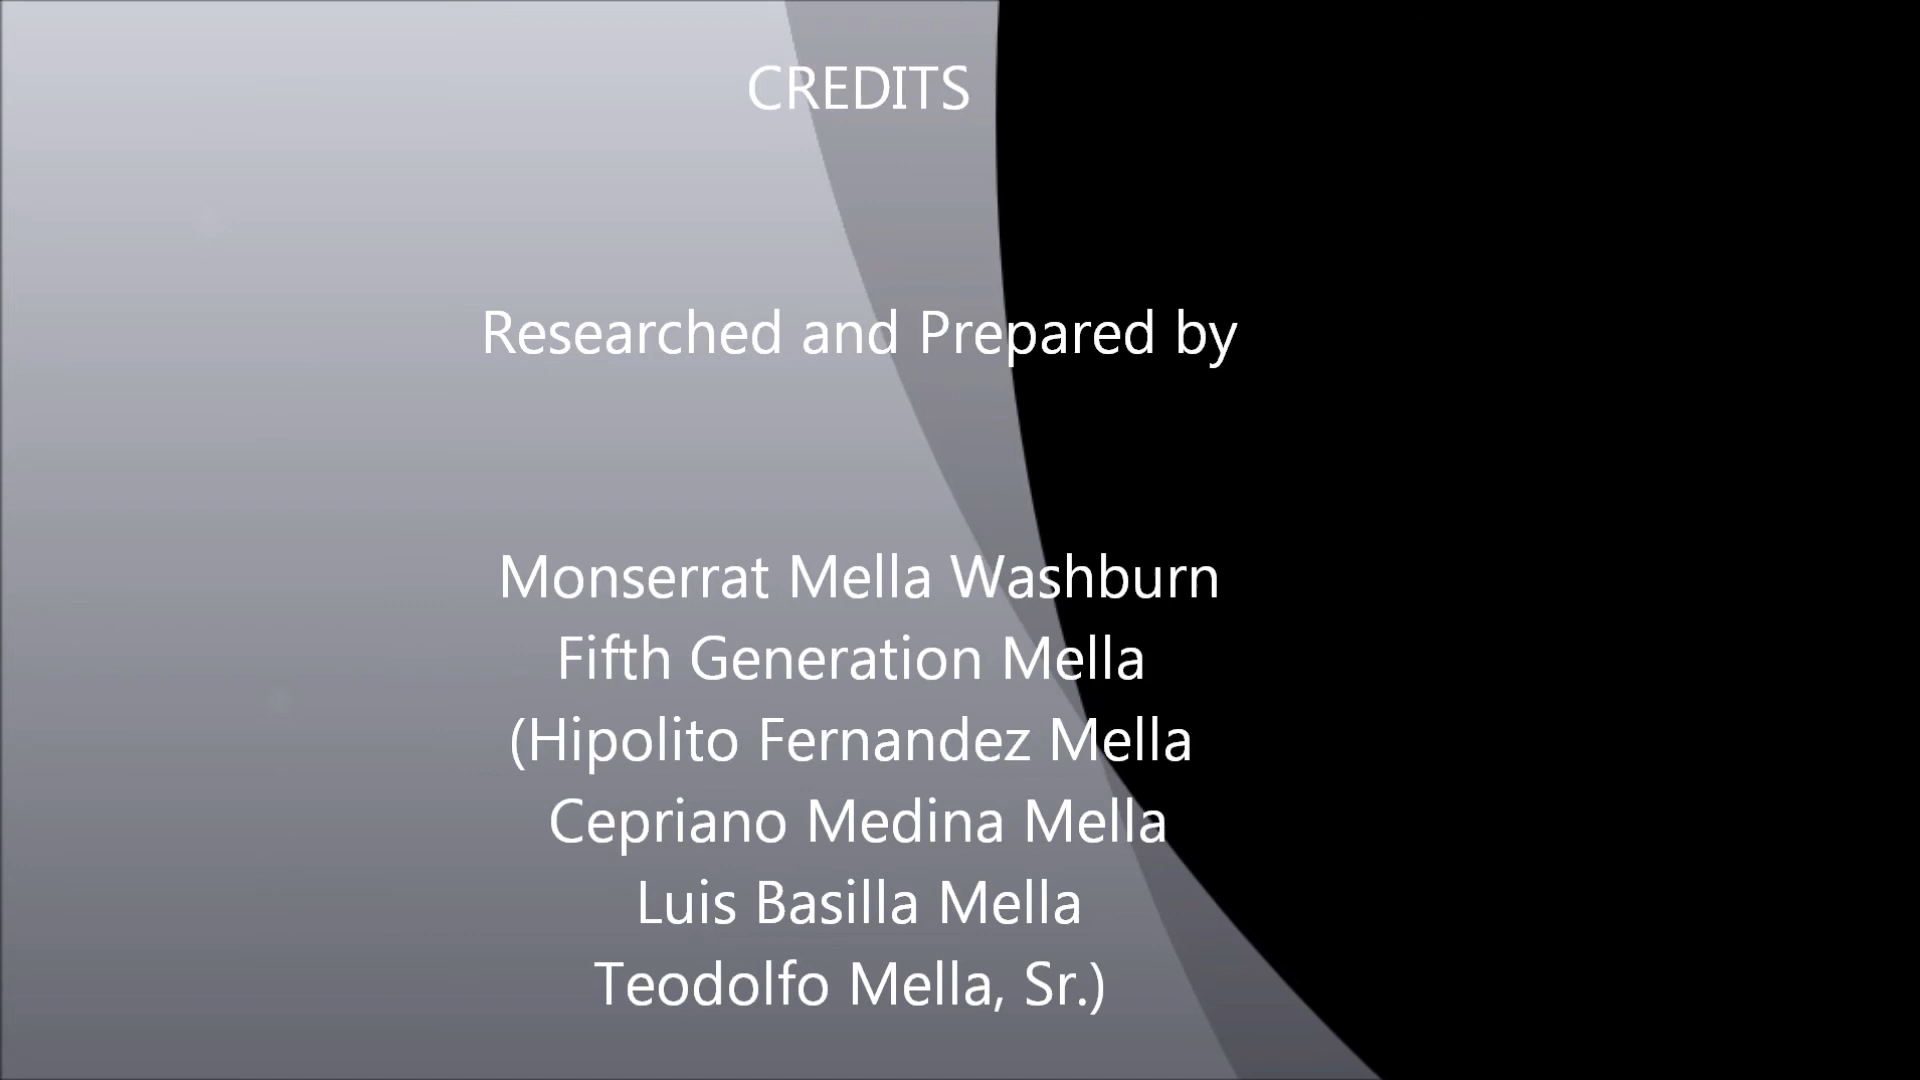 CREDITS
Researched and Prepared by
Monserrat Mella Washburn
Fifth Generation Mella
(Hipolito Fernandez Mella
Cepriano Medina Mella
Luis Basilla Mella
Teodolfo Mella, Sr.)